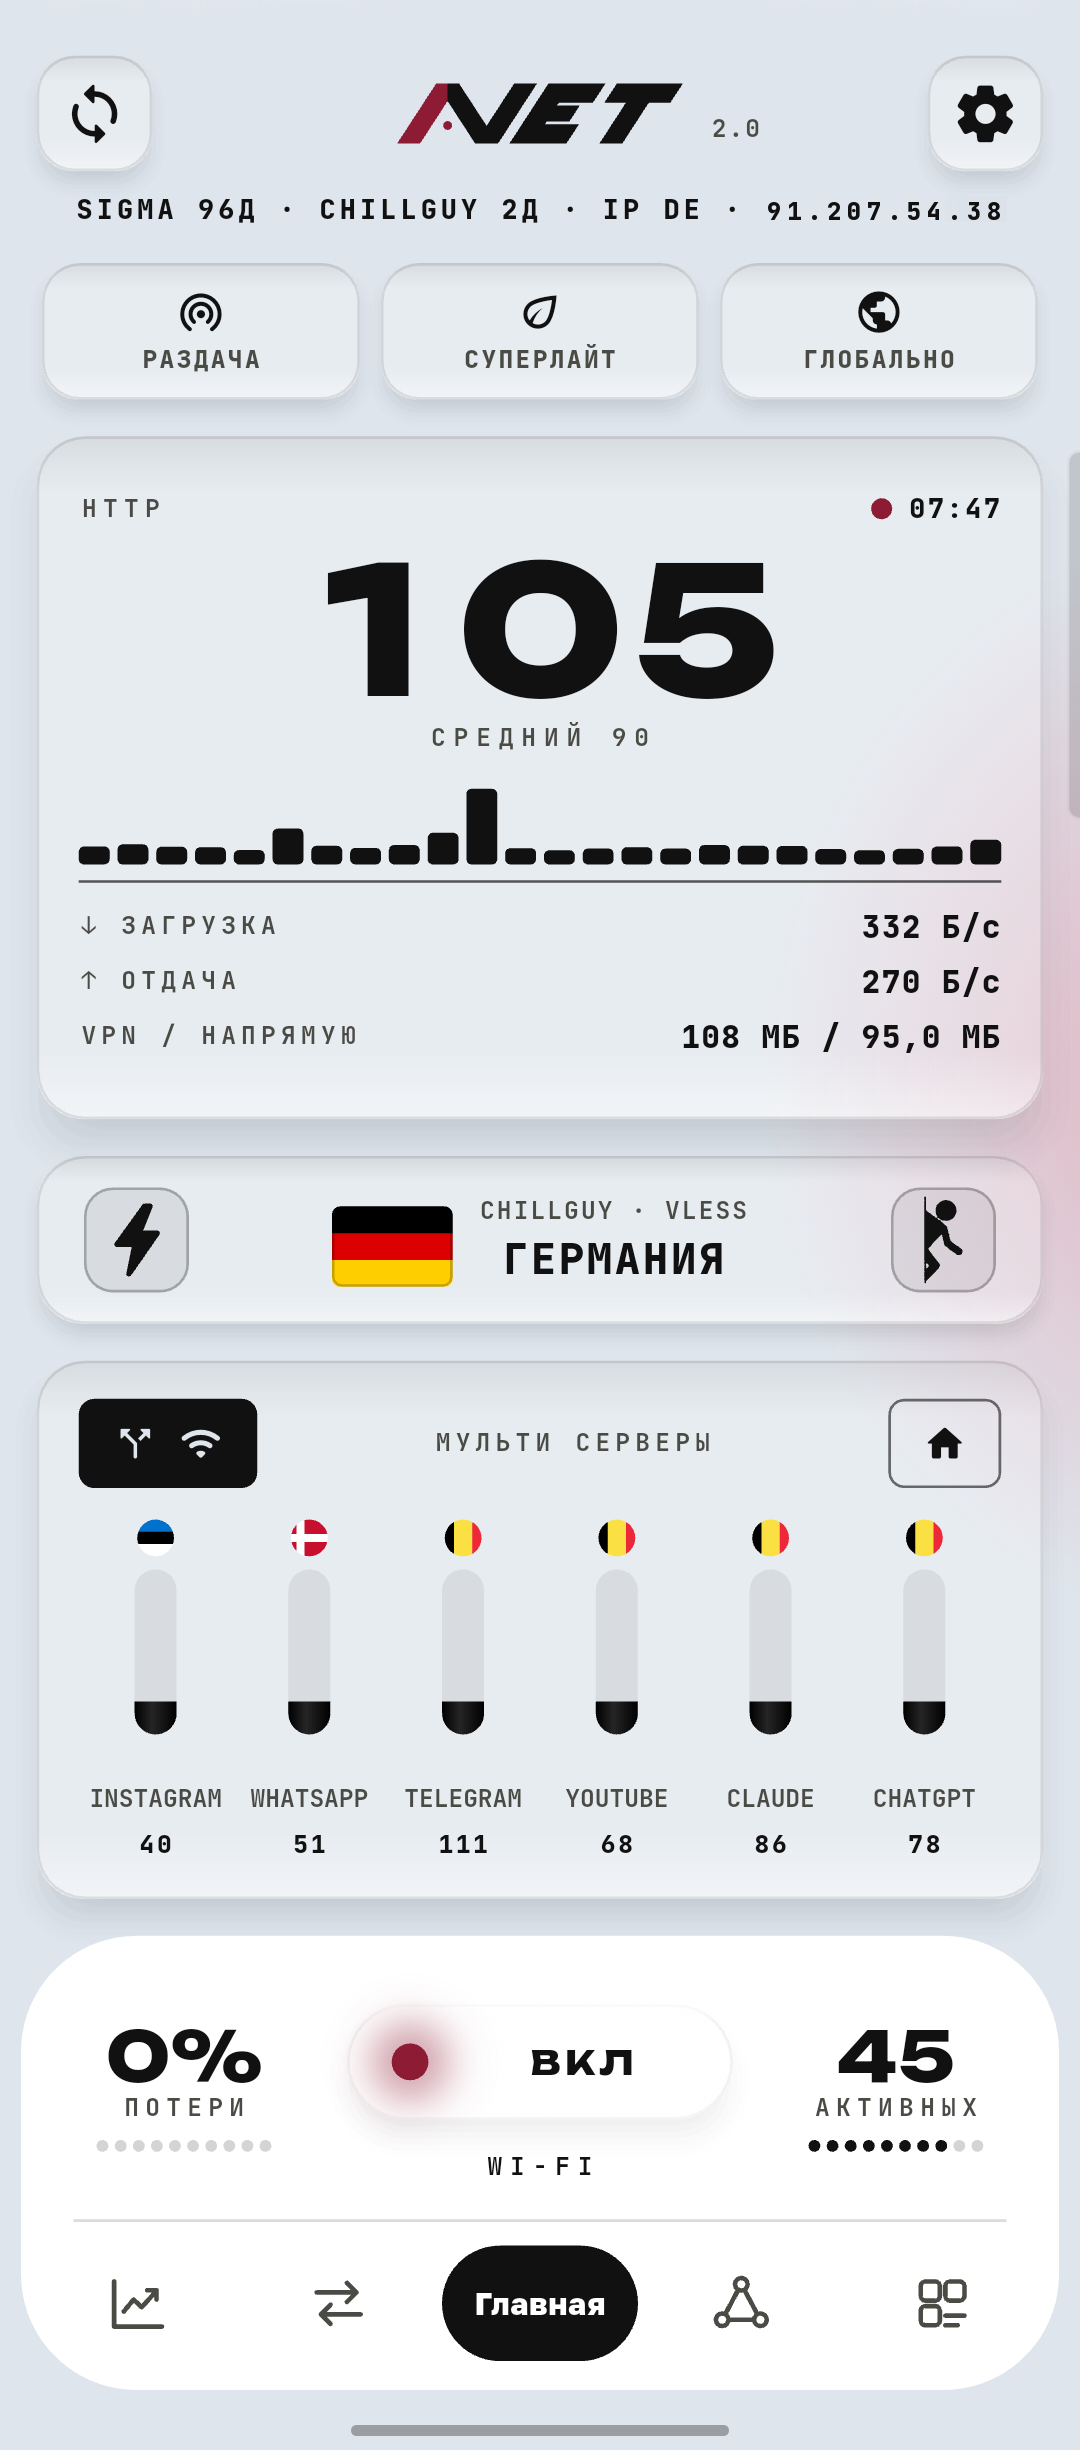 ANET 2.0
SIGMA 96Д · CHILLGUY 2Д · IP DE · 91.207.54.38
РАЗДАЧА СУПЕРЛАЙТ ГЛОБАЛЬНО
HTTP 07:47
105
СРЕДНИЙ 90
↓ ЗАГРУЗКА 332 Б/с
↑ ОТДАЧА 270 Б/с
VPN / НАПРЯМУЮ 108 МБ / 95,0 МБ
CHILLGUY · VLESS
ГЕРМАНИЯ
МУЛЬТИ СЕРВЕРЫ
INSTAGRAM WHATSAPP TELEGRAM YOUTUBE CLAUDE CHATGPT
40 51 111 68 86 78
0% ВКЛ 45
ПОТЕРИ АКТИВНЫХ
WI-FI
Главная